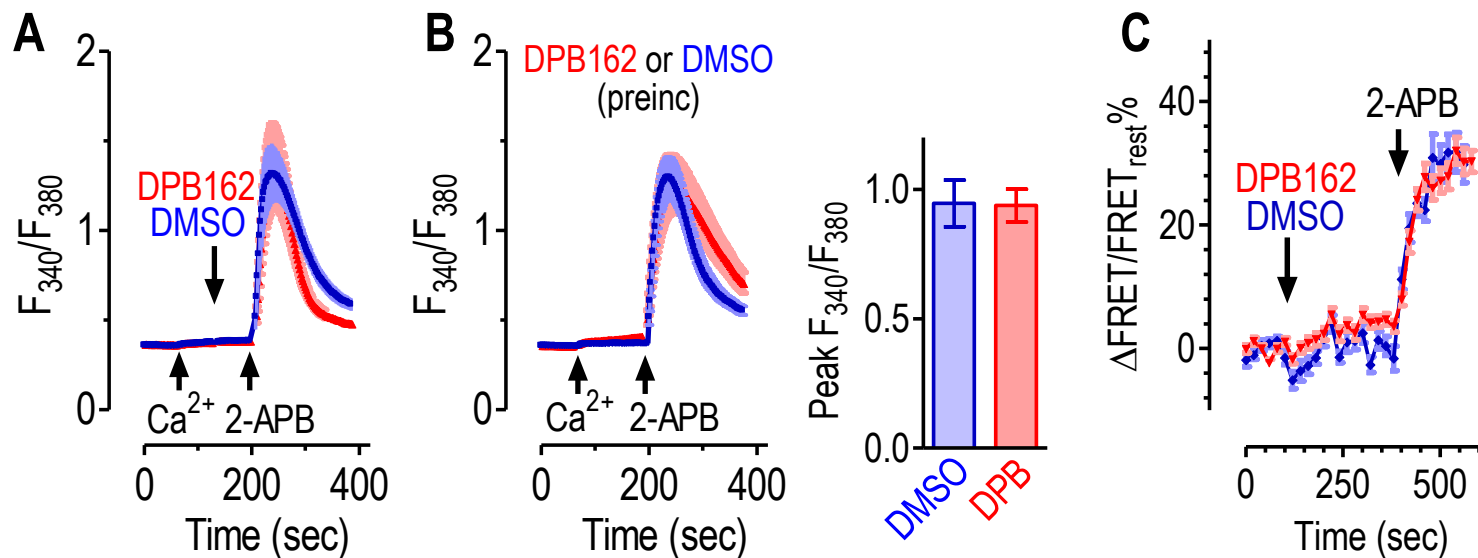 A
2
1
0
F340/F380
DPB162
DMSO
Ca2+ 2-APB
0 200 400
Time (sec)
B
2
1
0
F340/F380
DPB162 or DMSO
(preinc)
Ca2+ 2-APB
0 200 400
Time (sec)
1.0
0.5
0.0
Peak F340/F380
DMSO
DPB
C
40
20
0
ΔFRET/FRETrest%
2-APB
DPB162
DMSO
0 250 500
Time (sec)